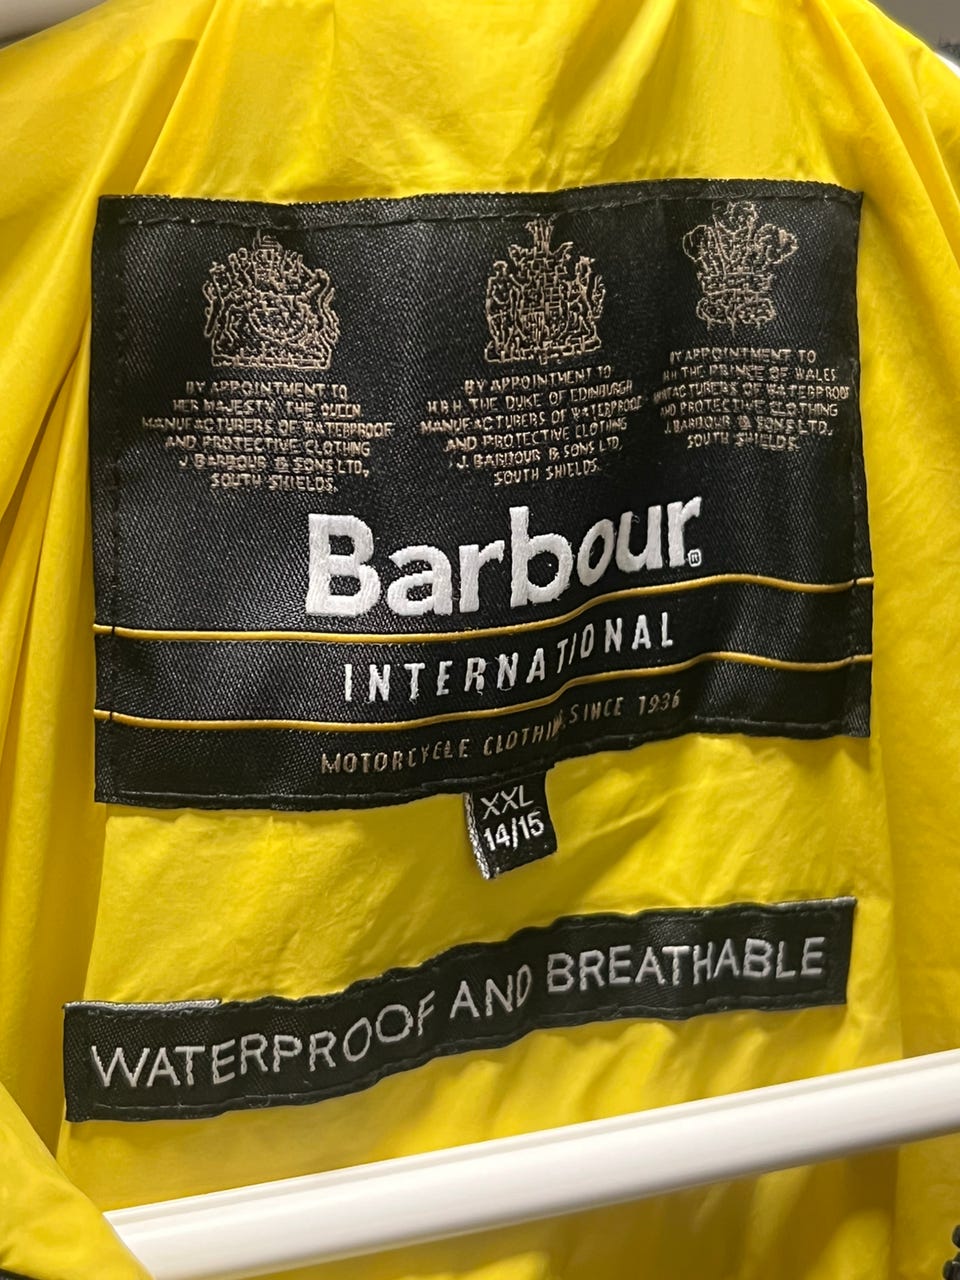 BY APPOINTMENT TO
HER MAJESTY THE QUEEN
MANUFACTURERS OF WATERPROOF
AND PROTECTIVE CLOTHING
J. BARBOUR & SONS LTD,
SOUTH SHIELDS.
BY APPOINTMENT TO
H.R.H. THE DUKE OF EDINBURGH
MANUFACTURERS OF WATERPROOF
AND PROTECTIVE CLOTHING
J. BARBOUR & SONS LTD,
SOUTH SHIELDS.
BY APPOINTMENT TO
THE PRINCE OF WALES
MANUFACTURERS OF WATERPROOF
AND PROTECTIVE CLOTHING
J. BARBOUR & SONS LTD,
SOUTH SHIELDS.
Barbour®
INTERNATIONAL
MOTORCYCLE CLOTHING SINCE 1936
XXL
14/15
WATERPROOF AND BREATHABLE